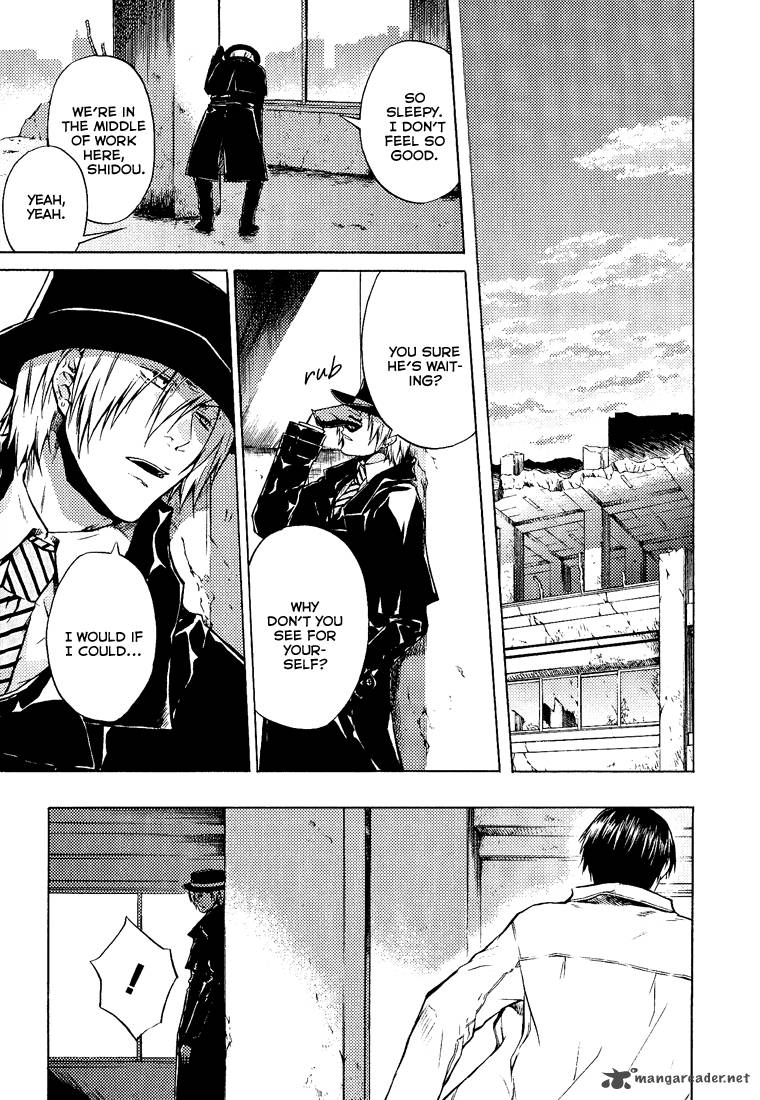 SO
SLEEPY.
I DON'T
FEEL SO
GOOD.
WE'RE IN
THE MIDDLE
OF WORK
HERE,
SHIDOU.
YEAH,
YEAH.
YOU SURE
HE'S WAIT-
ING?
rub
WHY
DON'T YOU
SEE FOR
YOUR-
SELF?
I WOULD IF
I COULD...
!
mangareader.net